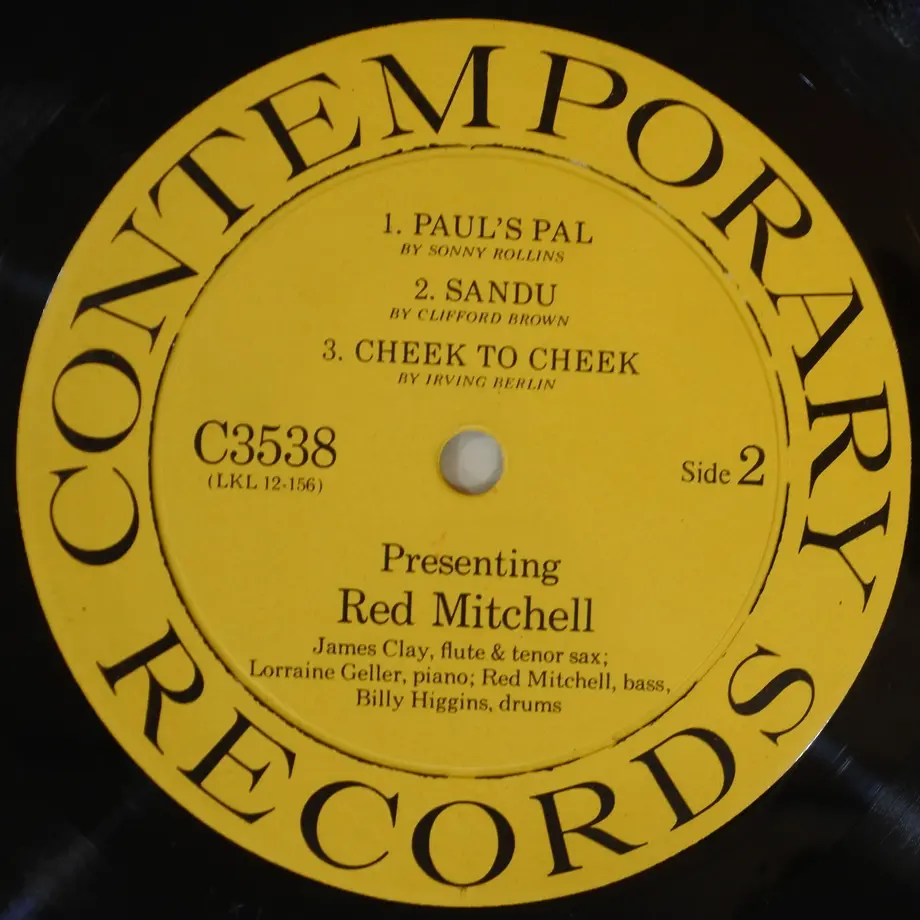 CONTEMPORARY
1. PAUL'S PAL
BY SONNY ROLLINS
2. SANDU
BY CLIFFORD BROWN
3. CHEEK TO CHEEK
BY IRVING BERLIN
C3538
(LKL 12-156)
Side 2
Presenting
Red Mitchell
James Clay, flute & tenor sax;
Lorraine Geller, piano; Red Mitchell, bass,
Billy Higgins, drums
RECORDS